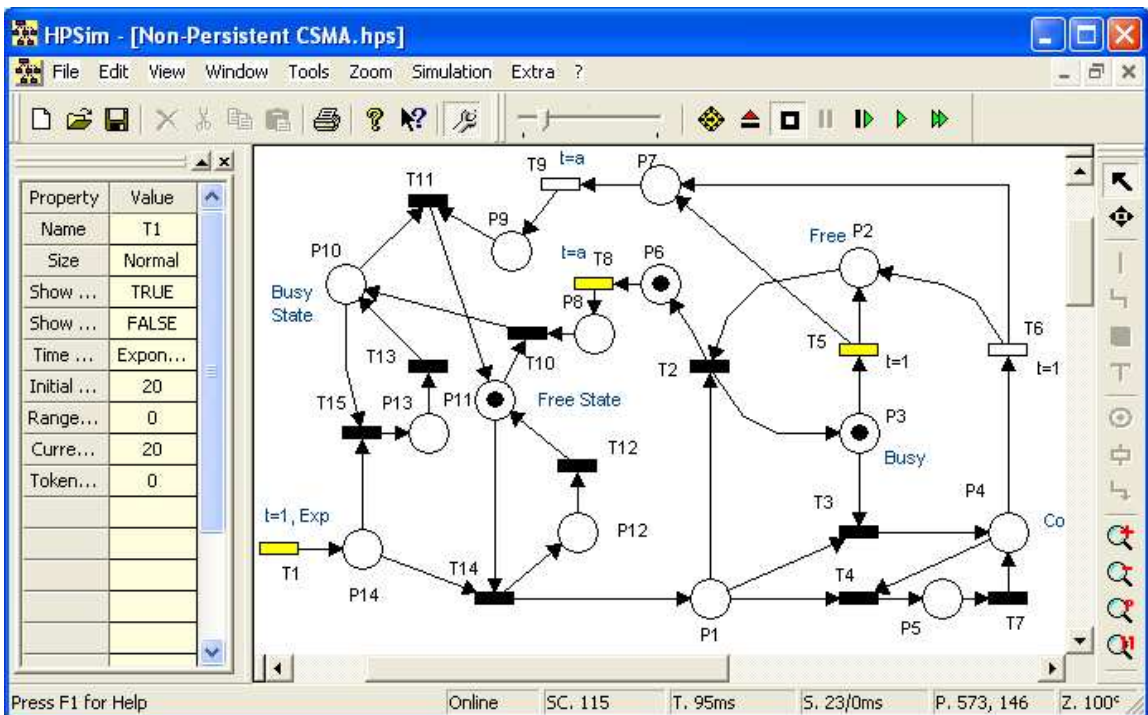 HPSim - [Non-Persistent CSMA.hps]
File Edit View Window Tools Zoom Simulation Extra ?
Property Value
Name T1
Size Normal
Show ... TRUE
Show ... FALSE
Time ... Expon...
Initial ... 20
Range... 0
Curre... 20
Token... 0
T9 t=a P7
T11
P9
P10
Busy
State
t=a T8 P6
Free P2
P8
T13
T10
T2
T5 t=1
T6
t=1
T15 P13 P11 Free State
P3
Busy
T12
T3
P4
t=1, Exp
P12
Co
T1
P14
T14
T4
P1
P5
T7
Press F1 for Help Online SC. 115 T. 95ms S. 23/0ms P. 573, 146 Z. 100%